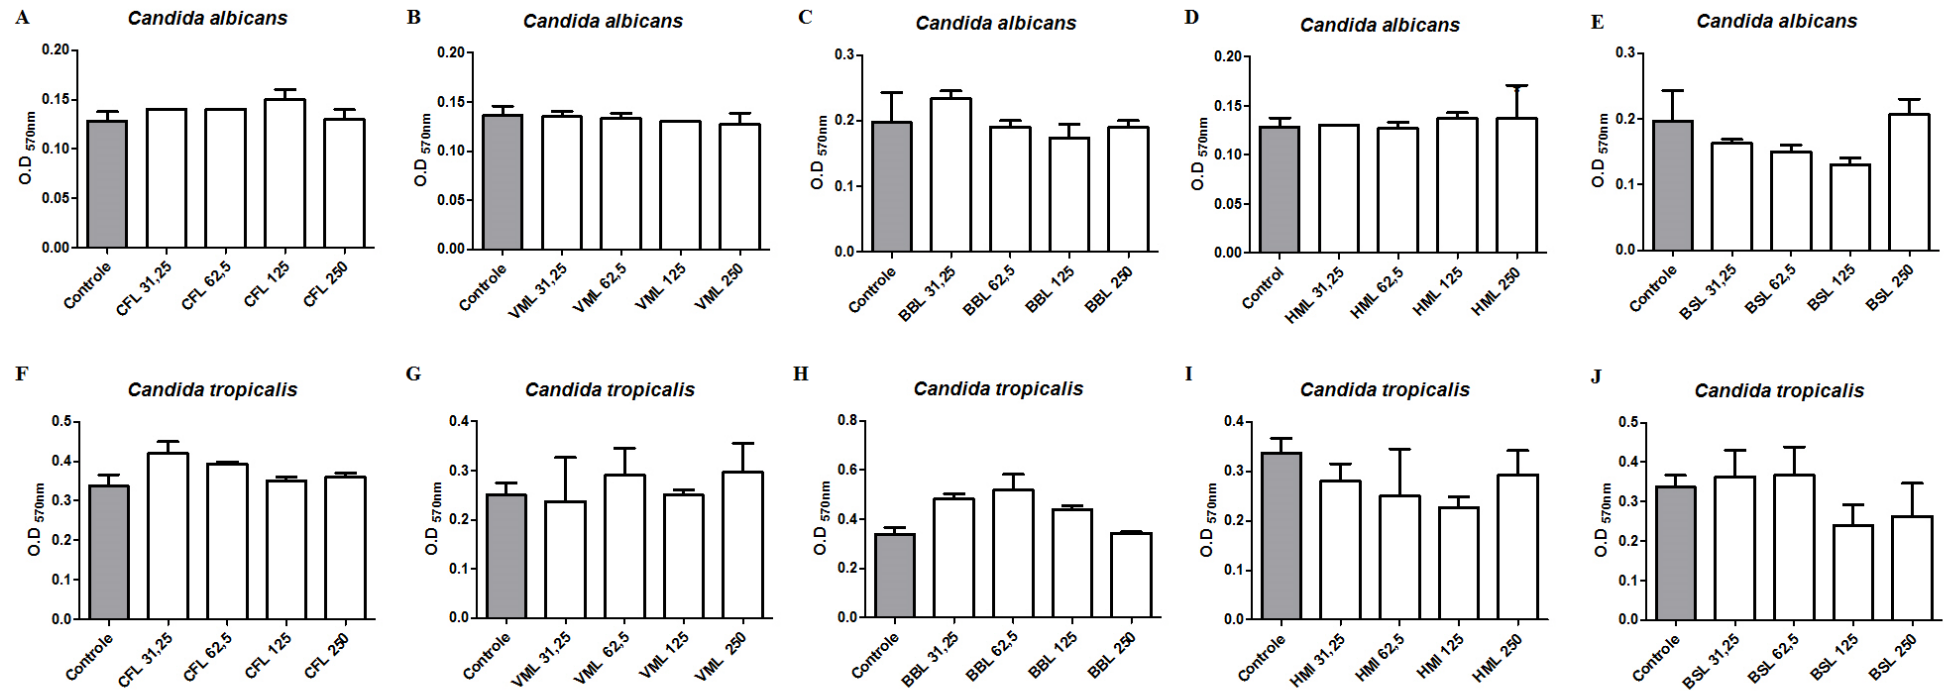 A
Candida albicans
O.D 570nm
0.20
0.15
0.10
0.05
0.00
Controle
CFL 31,25
CFL 62,5
CFL 125
CFL 250
B
Candida albicans
O.D 570nm
0.20
0.15
0.10
0.05
0.00
Controle
VML 31,25
VML 62,5
VML 125
VML 250
C
Candida albicans
O.D 570nm
0.3
0.2
0.1
0.0
Controle
BBL 31,25
BBL 62,5
BBL 125
BBL 250
D
Candida albicans
O.D 570nm
0.20
0.15
0.10
0.05
0.00
Control
HML 31,25
HML 62,5
HML 125
HML 250
E
Candida albicans
O.D 570nm
0.3
0.2
0.1
0.0
Controle
BSL 31,25
BSL 62,5
BSL 125
BSL 250
F
Candida tropicalis
O.D 570nm
0.5
0.4
0.3
0.2
0.1
0.0
Controle
CFL 31,25
CFL 62,5
CFL 125
CFL 250
G
Candida tropicalis
O.D 570nm
0.4
0.3
0.2
0.1
0.0
Controle
VML 31,25
VML 62,5
VML 125
VML 250
H
Candida tropicalis
O.D 570nm
0.8
0.6
0.4
0.2
0.0
Controle
BBL 31,25
BBL 62,5
BBL 125
BBL 250
I
Candida tropicalis
O.D 570nm
0.4
0.3
0.2
0.1
0.0
Controle
HMI 31,25
HMI 62,5
HMI 125
HML 250
J
Candida tropicalis
O.D 570nm
0.5
0.4
0.3
0.2
0.1
0.0
Controle
BSL 31,25
BSL 62,5
BSL 125
BSL 250